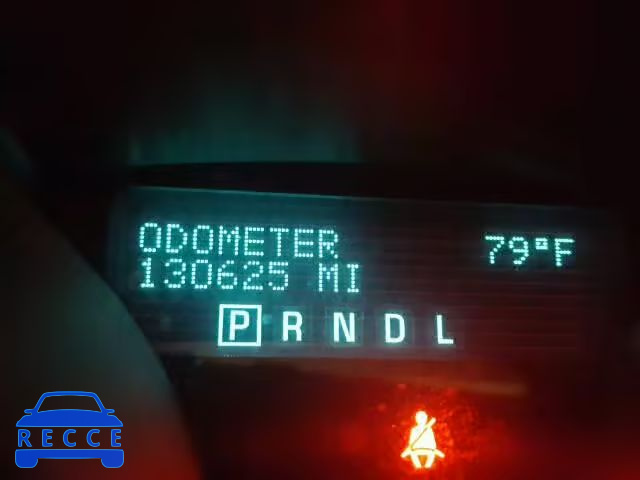 ODOMETER 79°F
130625 MI
P R N D L
RECCE